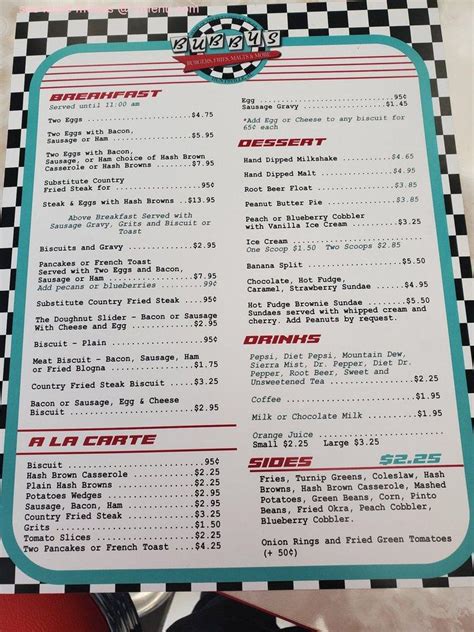 BUBBYS
BURGERS, FRIES, MALTS & MORE
BREAKFAST
Served until 11:00 am
Two Eggs ....................$4.75
Two Eggs with Bacon,
Sausage or Ham ..............$5.95
Two Eggs with Bacon,
Sausage, or Ham choice of Hash Brown
Casserole or Hash Browns ....$7.95
Substitute Country
Fried Steak for ...............95¢
Steak & Eggs with Hash Browns ..$13.95
Above Breakfast Served with
Sausage Gravy, Grits and Biscuit or
Toast
Biscuits and Gravy ..............$2.95
Pancakes or French Toast
Served with Two Eggs and Bacon,
Sausage or Ham ..................$7.95
Add pecans or blueberries ........99¢
Substitute Country Fried Steak ...95¢
The Doughnut Slider - Bacon or Sausage
With Cheese and Egg .............$2.95
Biscuit - Plain ...................95¢
Meat Biscuit - Bacon, Sausage, Ham
or Fried Blogna .................$1.75
Country Fried Steak Biscuit .....$3.25
Bacon or Sausage, Egg & Cheese
Biscuit .........................$2.95
A LA CARTE
Biscuit ...........................95¢
Hash Brown Casserole ............$2.25
Plain Hash Browns ...............$2.25
Potatoes Wedges .................$2.95
Sausage, Bacon, Ham .............$2.95
Country Fried Steak .............$3.25
Grits ...........................$1.50
Tomato Slices ...................$2.25
Two Pancakes or French Toast ....$4.25
Egg ..........................95¢
Sausage Gravy ..............$1.45
*Add Egg or Cheese to any biscuit for
65¢ each
DESSERT
Hand Dipped Milkshake .......$4.65
Hand Dipped Malt ............$4.95
Root Beer Float .............$3.85
Peanut Butter Pie ...........$3.85
Peach or Blueberry Cobbler
with Vanilla Ice Cream ......$3.25
Ice Cream
One Scoop $1.50 Two Scoops $2.85
Banana Split .................$5.50
Chocolate, Hot Fudge,
Caramel, Strawberry Sundae ...$4.95
Hot Fudge Brownie Sundae .....$5.50
Sundaes served with whipped cream and
cherry. Add Peanuts by request.
DRINKS
Pepsi, Diet Pepsi, Mountain Dew,
Sierra Mist, Dr. Pepper, Diet Dr.
Pepper, Root Beer, Sweet and
Unsweetened Tea ...............$2.25
Coffee ........................$1.95
Milk or Chocolate Milk ........$1.95
Orange Juice
Small $2.25 Large $3.25
SIDES $2.25
Fries, Turnip Greens, Coleslaw, Hash
Browns, Hash Brown Casserole, Mashed
Potatoes, Green Beans, Corn, Pinto
Beans, Fried Okra, Peach Cobbler,
Blueberry Cobbler.
Onion Rings and Fried Green Tomatoes
(+ 50¢)